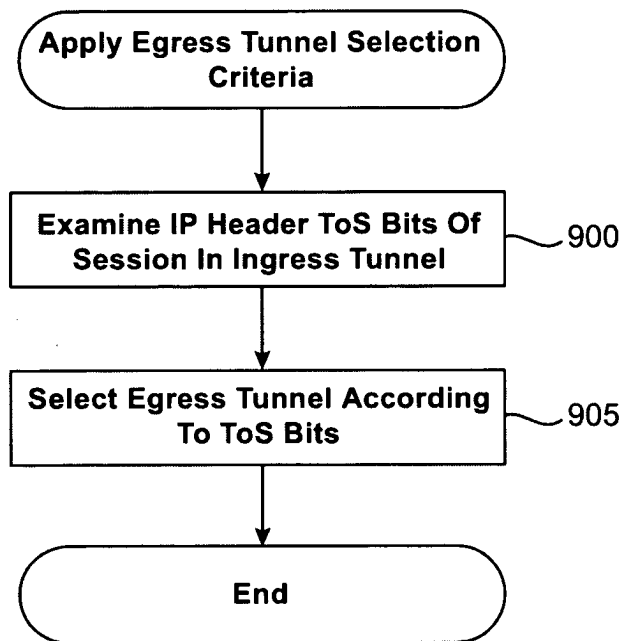 Apply Egress Tunnel Selection
Criteria
Examine IP Header ToS Bits Of
Session In Ingress Tunnel
900
Select Egress Tunnel According
To ToS Bits
905
End